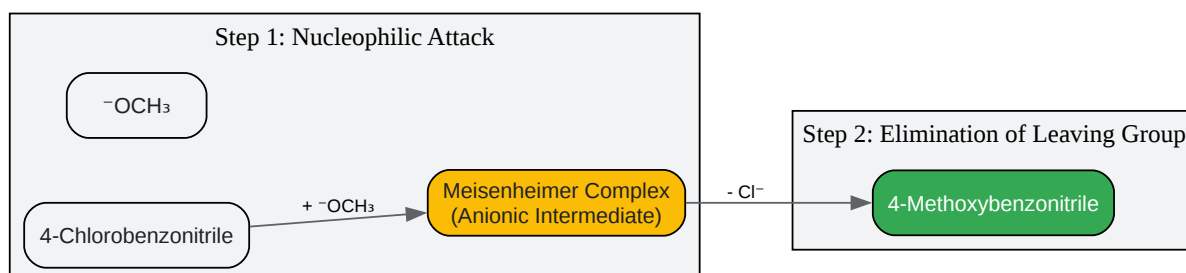 Step 1: Nucleophilic Attack
⁻OCH₃
4-Chlorobenzonitrile
+ ⁻OCH₃
Meisenheimer Complex
(Anionic Intermediate)
- Cl⁻
Step 2: Elimination of Leaving Group
4-Methoxybenzonitrile